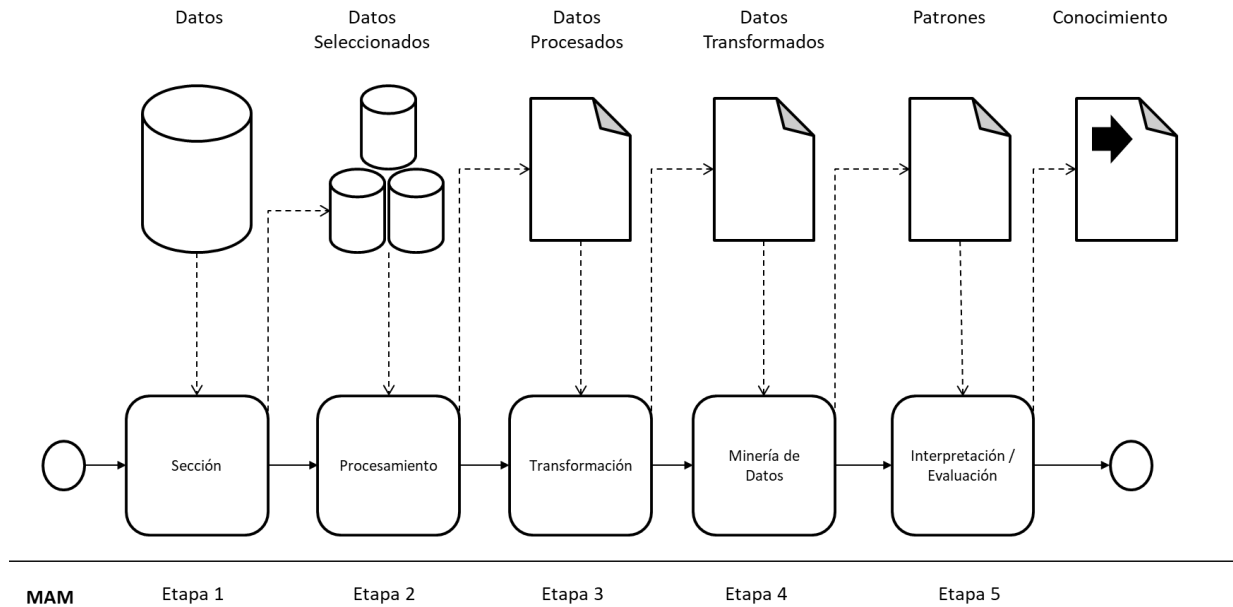 Datos
Datos
Seleccionados
Datos
Procesados
Datos
Transformados
Patrones
Conocimiento
Sección
Procesamiento
Transformación
Minería de
Datos
Interpretación /
Evaluación
MAM
Etapa 1
Etapa 2
Etapa 3
Etapa 4
Etapa 5